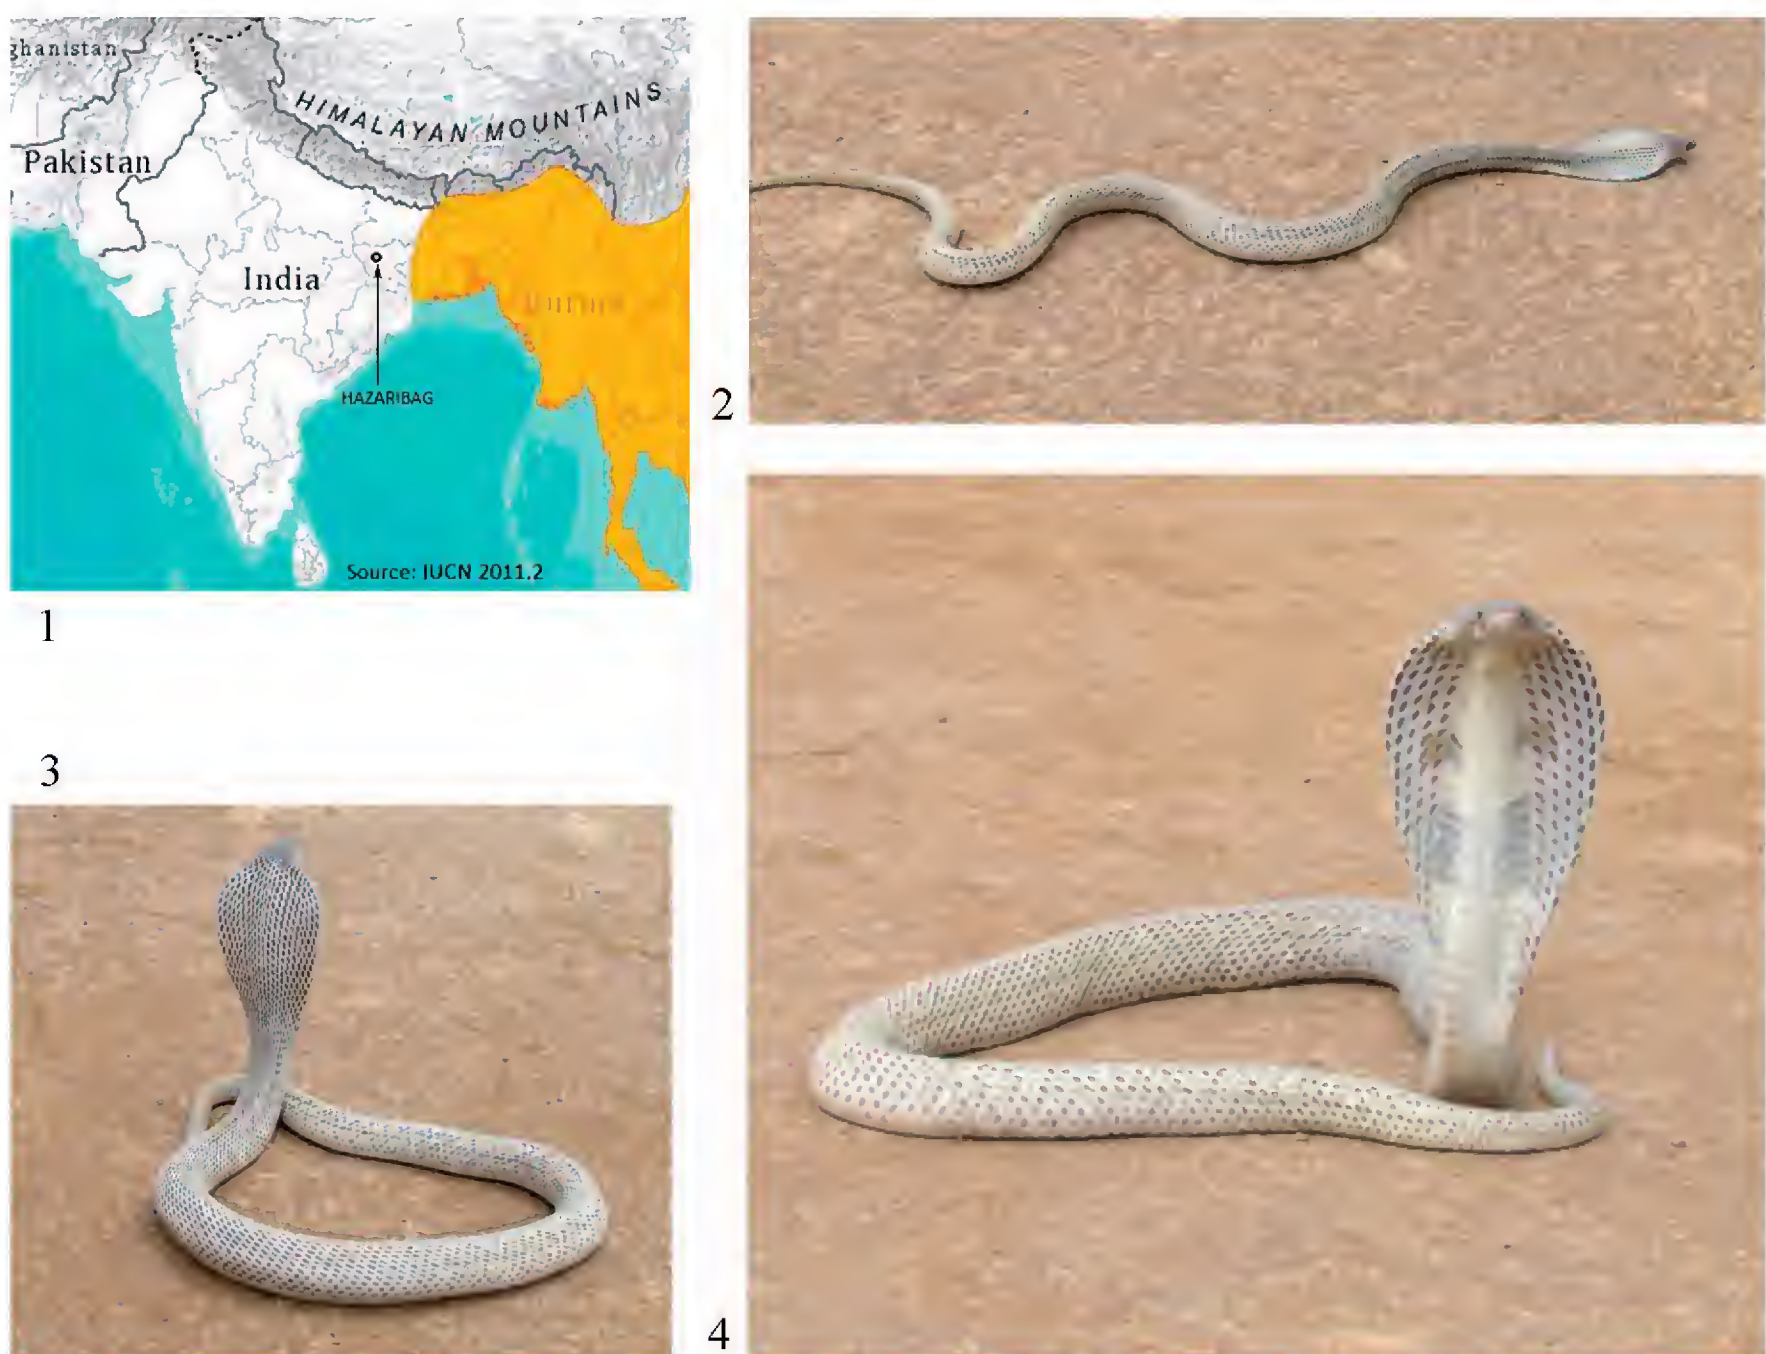 ghanistan
HIMALAYAN MOUNTAINS
Pakistan
India
HAZARIBAG
Source: IUCN 2011.2
1
2
3
4